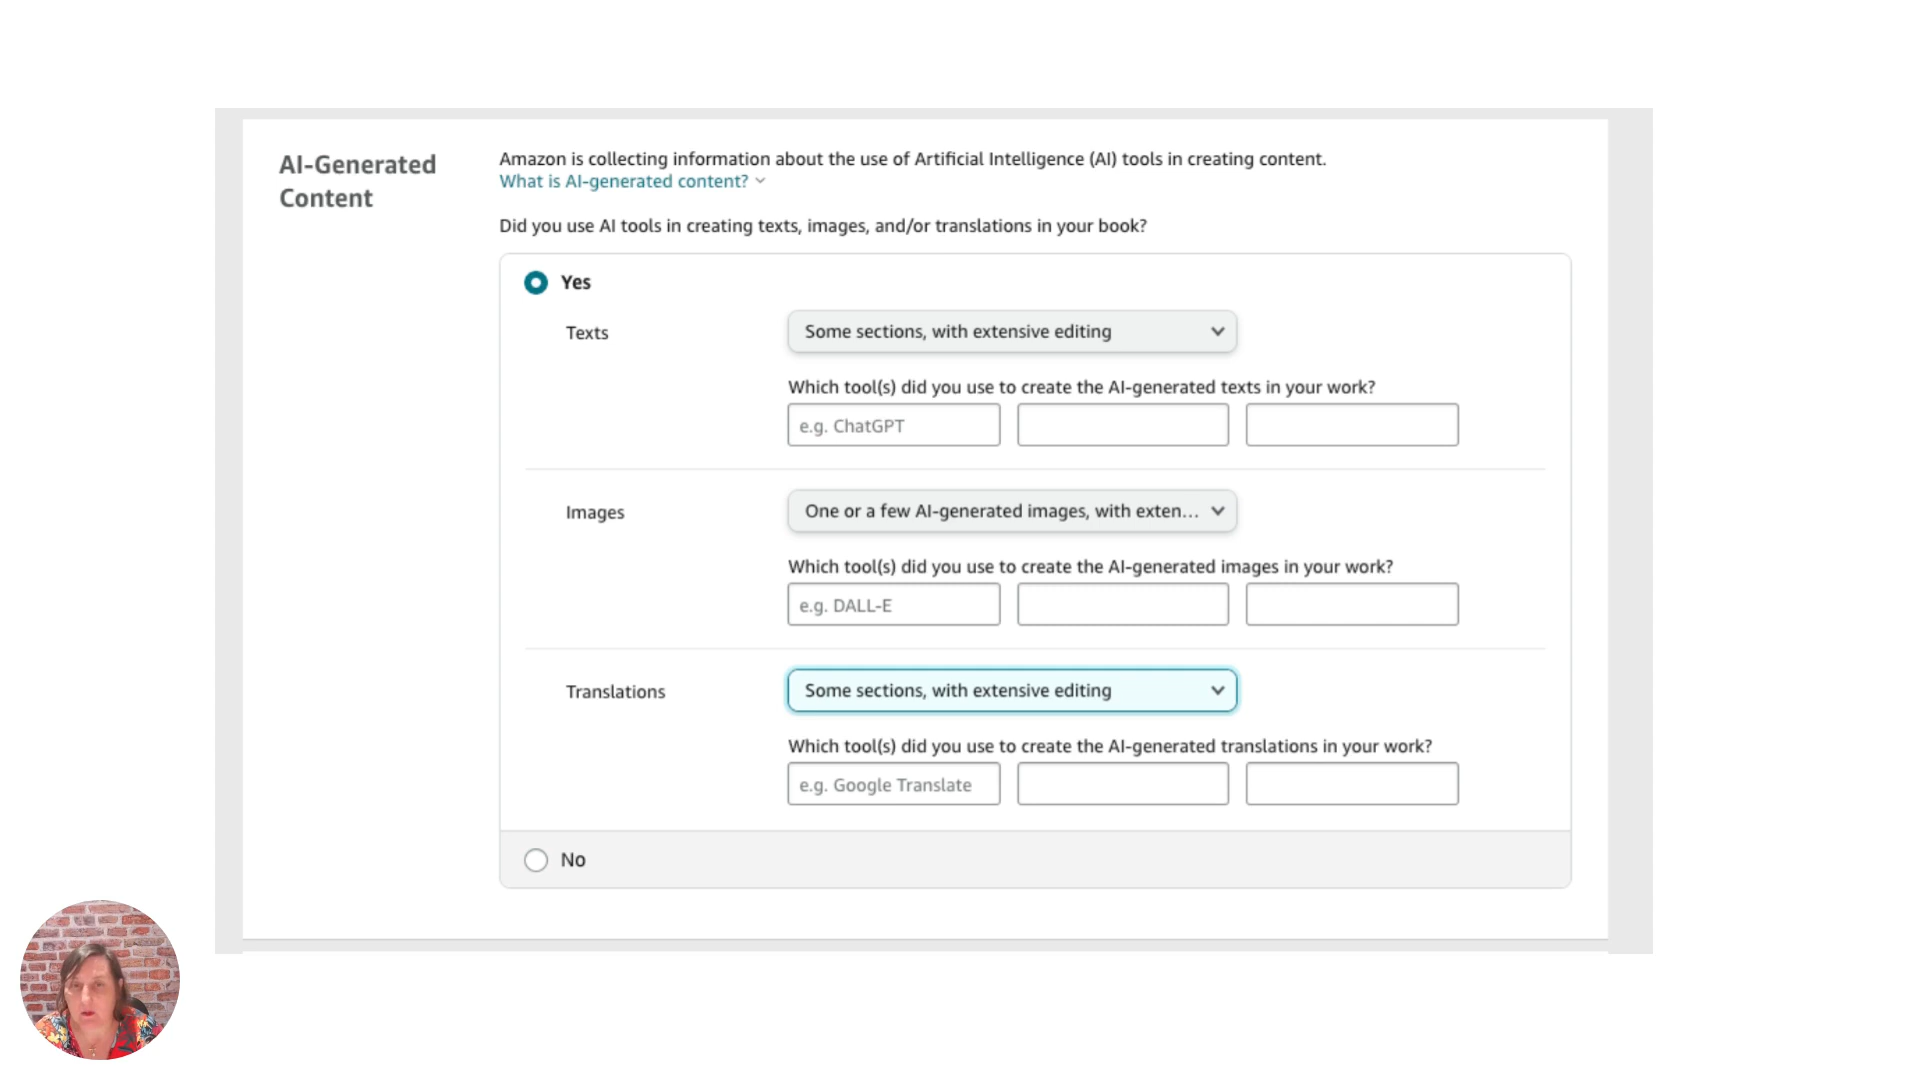 AI-Generated
Content
Amazon is collecting information about the use of Artificial Intelligence (AI) tools in creating content.
What is AI-generated content?
Did you use AI tools in creating texts, images, and/or translations in your book?
Yes
Texts
Some sections, with extensive editing
Which tool(s) did you use to create the AI-generated texts in your work?
e.g. ChatGPT
Images
One or a few AI-generated images, with exten...
Which tool(s) did you use to create the AI-generated images in your work?
e.g. DALL-E
Translations
Some sections, with extensive editing
Which tool(s) did you use to create the AI-generated translations in your work?
e.g. Google Translate
No